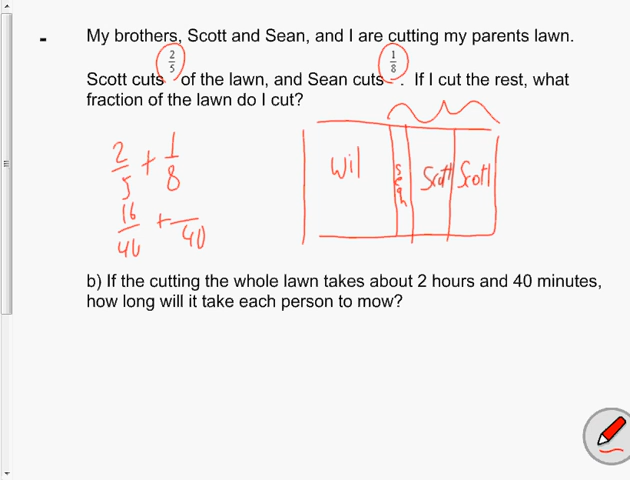 - My brothers, Scott and Sean, and I are cutting my parents lawn.
Scott cuts 2/5 of the lawn, and Sean cuts 1/8. If I cut the rest, what
fraction of the lawn do I cut?
2/5 + 1/8
16/40 + /40
Wil Sean Scott Scott
b) If the cutting the whole lawn takes about 2 hours and 40 minutes,
how long will it take each person to mow?